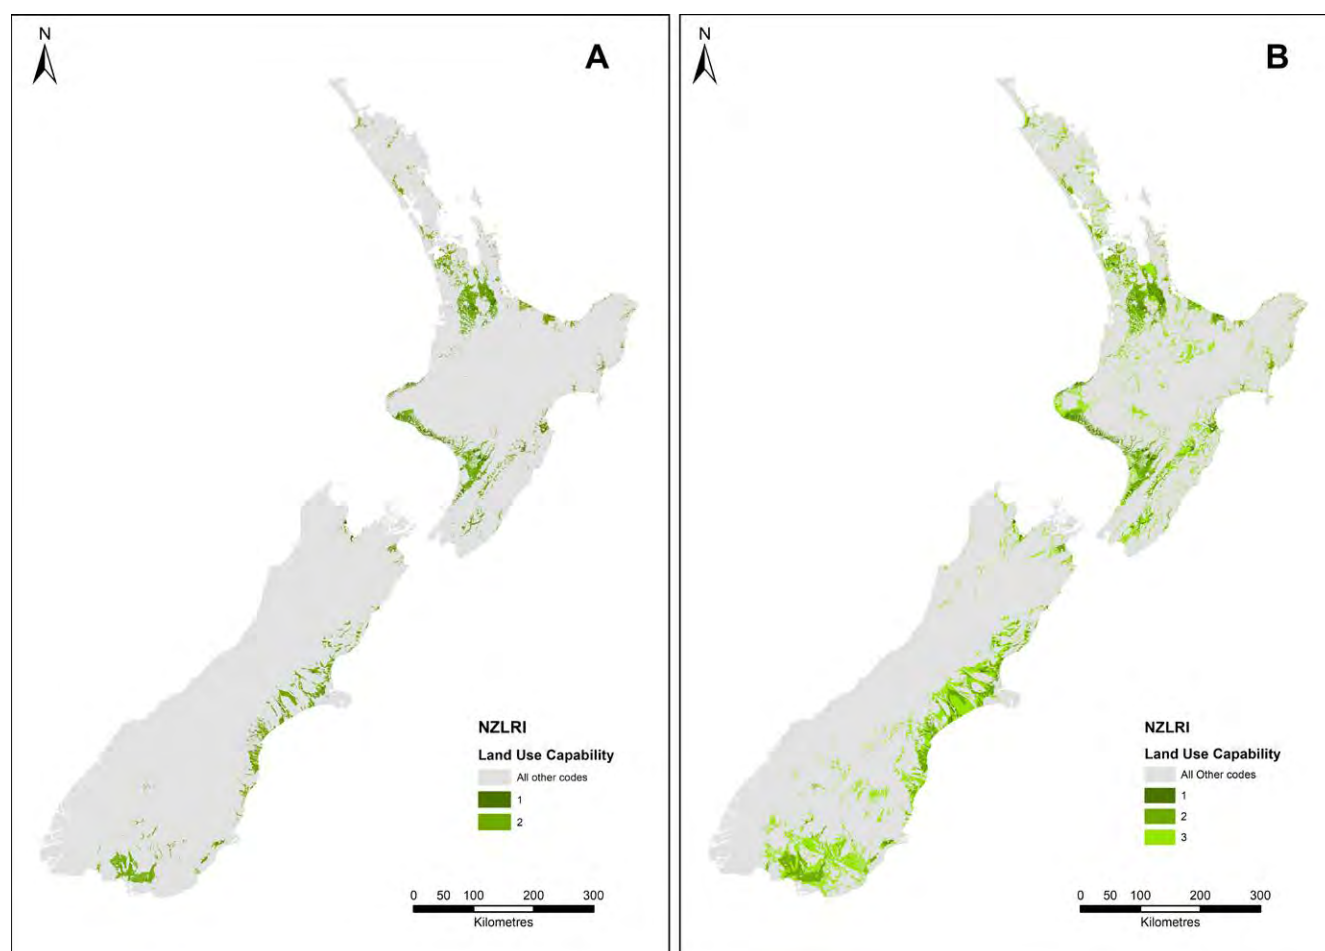 N
A
NZLRI
Land Use Capability
All other codes
1
2
0 50 100 200 300
Kilometres
N
B
NZLRI
Land Use Capability
All Other codes
1
2
3
0 50 100 200 300
Kilometres